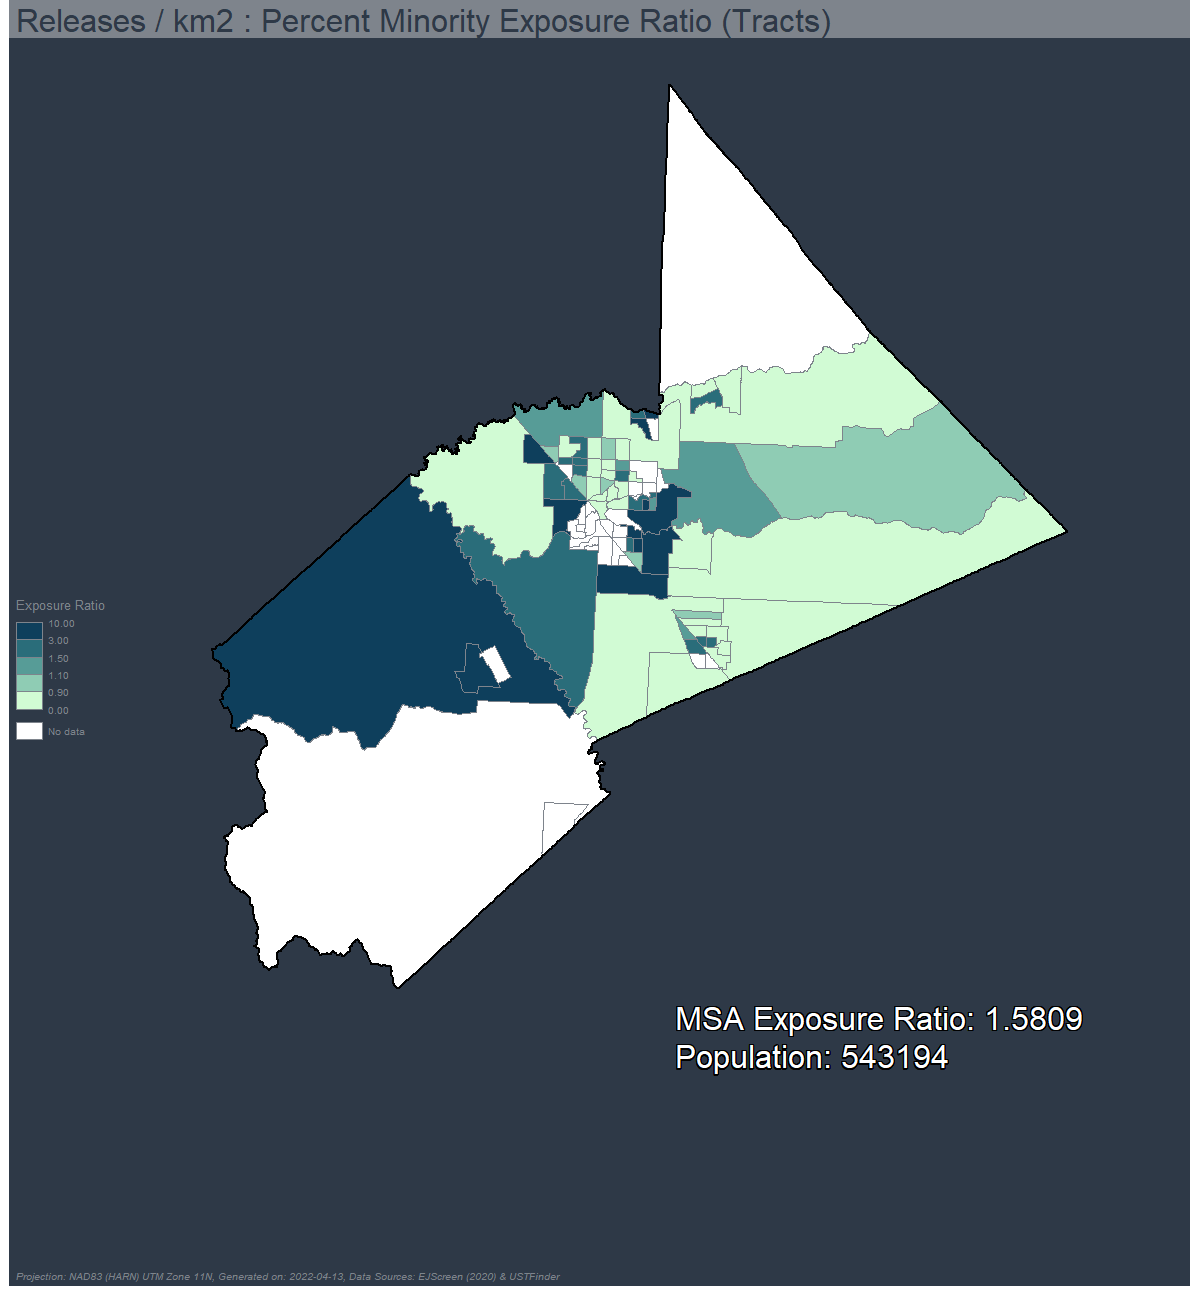 Releases / km2 : Percent Minority Exposure Ratio (Tracts)
Exposure Ratio
10.00
3.00
1.50
1.10
0.90
0.00
No data
MSA Exposure Ratio: 1.5809
Population: 543194
Projection: NAD83 (HARN) UTM Zone 11N, Generated on: 2022-04-13, Data Sources: EJScreen (2020) & USTFinder